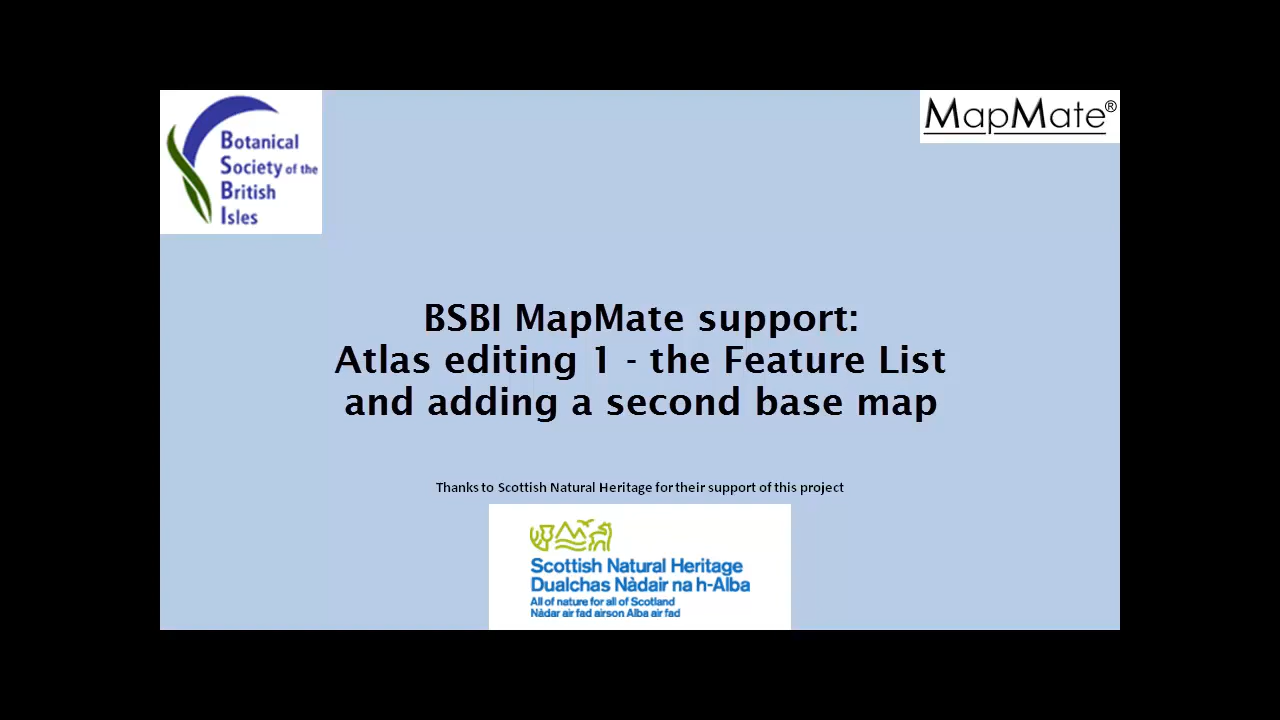 Botanical
Society of the
British
Isles
MapMate®
BSBI MapMate support:
Atlas editing 1 - the Feature List
and adding a second base map
Thanks to Scottish Natural Heritage for their support of this project
Scottish Natural Heritage
Dualchas Nàdair na h-Alba
All of nature for all of Scotland
Nàdar air fad airson Alba air fad